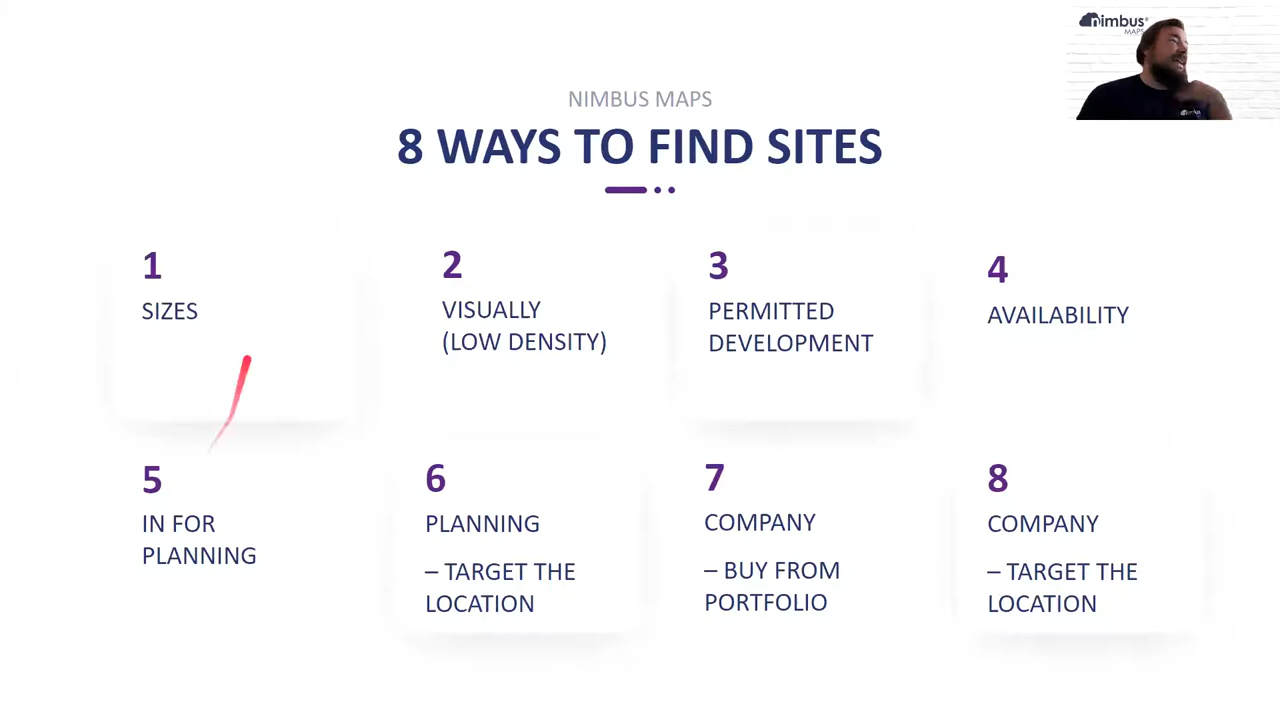 nimbus
MAPS
NIMBUS MAPS
8 WAYS TO FIND SITES
1
SIZES
2
VISUALLY
(LOW DENSITY)
3
PERMITTED
DEVELOPMENT
4
AVAILABILITY
5
IN FOR
PLANNING
6
PLANNING
– TARGET THE
LOCATION
7
COMPANY
– BUY FROM
PORTFOLIO
8
COMPANY
– TARGET THE
LOCATION